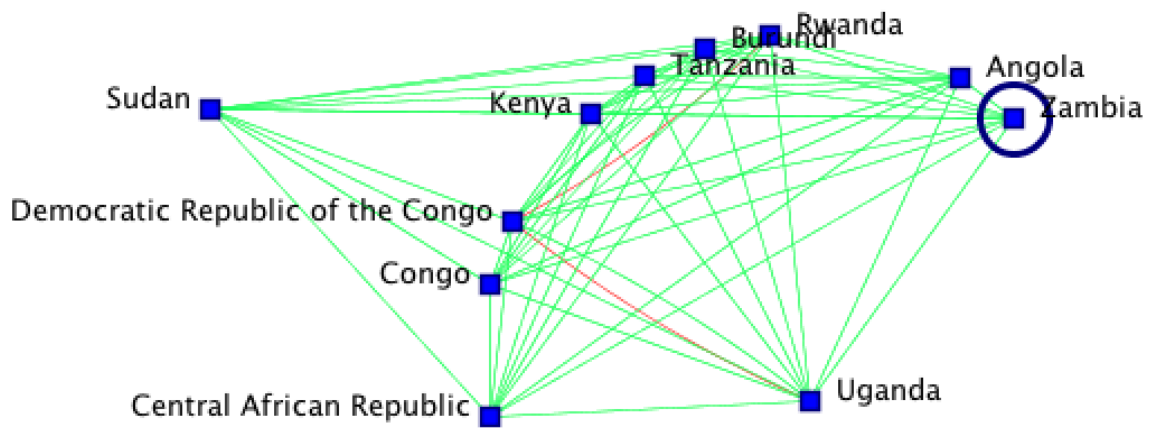 Rwanda
Burundi
Tanzania
Angola
Sudan
Kenya
Zambia
Democratic Republic of the Congo
Congo
Uganda
Central African Republic